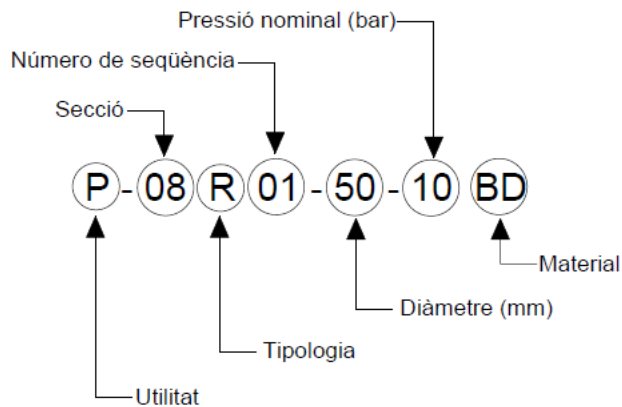 Pressió nominal (bar)
Número de seqüència
Secció
P - 08 R 01 - 50 - 10 BD
Material
Diàmetre (mm)
Tipologia
Utilitat